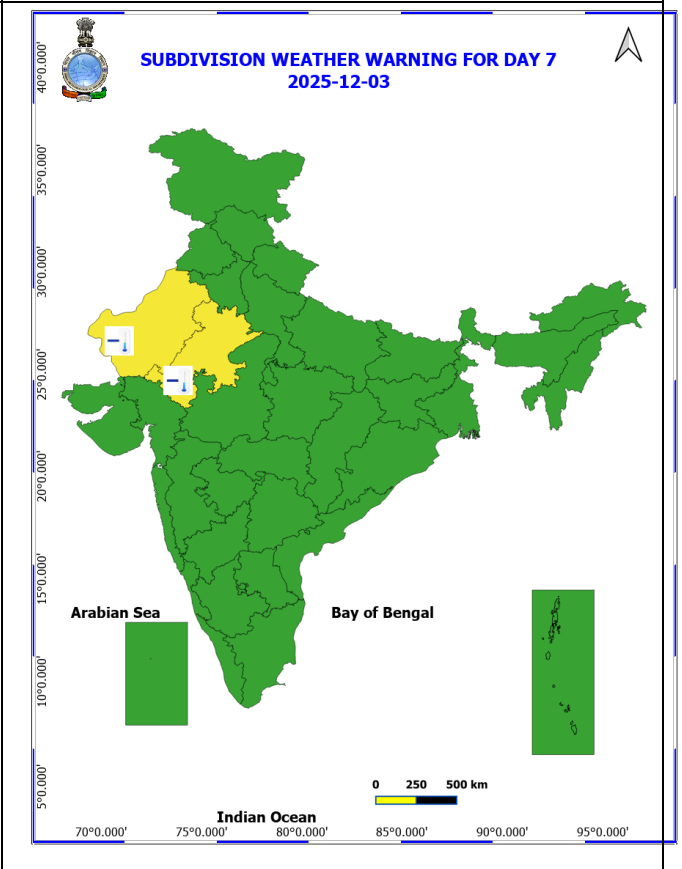 SUBDIVISION WEATHER WARNING FOR DAY 7
2025-12-03
40°0.000'
35°0.000'
30°0.000'
25°0.000'
20°0.000'
15°0.000'
10°0.000'
5°0.000'
Arabian Sea
Bay of Bengal
0 250 500 km
Indian Ocean
70°0.000' 75°0.000' 80°0.000' 85°0.000' 90°0.000' 95°0.000'